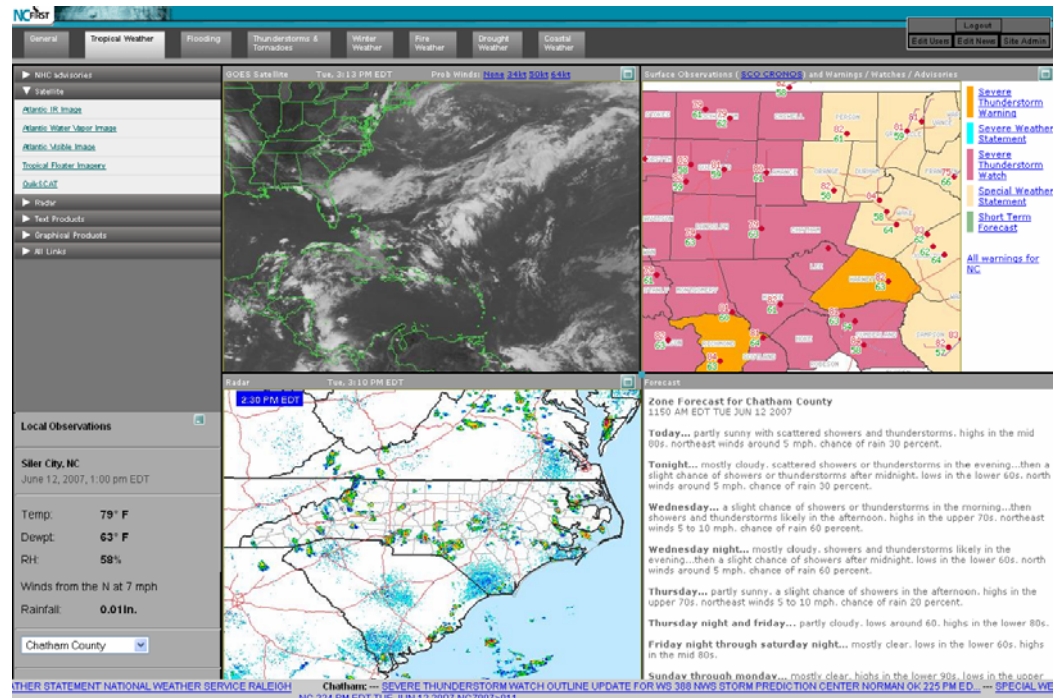 NC FIRST
Logout
Edit Users Edit News Site Admin
General
Tropical Weather
Flooding
Thunderstorms &
Tornadoes
Winter
Weather
Fire
Weather
Drought
Weather
Coastal
Weather
NHC advisories
Satellite
Atlantic IR Image
Atlantic Water Vapor Image
Atlantic Visible Image
Tropical Floater Imagery
QuikSCAT
Radar
Text Products
Graphical Products
All Links
GOES Satellite Tue, 3:13 PM EDT Prob Winds: None 34kt 50kt 64kt
Surface Observations ( SCO CRONOS ) and Warnings / Watches / Advisories
Severe
Thunderstorm
Warning
Severe Weather
Statement
Severe
Thunderstorm
Watch
Special Weather
Statement
Short Term
Forecast
All warnings for
NC
Local Observations
Siler City, NC
June 12, 2007, 1:00 pm EDT
Temp: 79° F
Dewpt: 63° F
RH: 58%
Winds from the N at 7 mph
Rainfall: 0.01in.
Chatham County
Radar Tue, 3:10 PM EDT
2:30 PM EDT
Forecast
Zone Forecast for Chatham County
1150 AM EDT TUE JUN 12 2007
Today... partly sunny with scattered showers and thunderstorms. highs in the mid
80s. northeast winds around 5 mph. chance of rain 30 percent.
Tonight... mostly cloudy. scattered showers or thunderstorms in the evening...then a
slight chance of showers or thunderstorms after midnight. lows in the lower 60s. north
winds around 5 mph. chance of rain 30 percent.
Wednesday... a slight chance of showers or thunderstorms in the morning...then
showers and thunderstorms likely in the afternoon. highs in the upper 70s. northeast
winds 5 to 10 mph. chance of rain 60 percent.
Wednesday night... mostly cloudy. showers and thunderstorms likely in the
evening...then a slight chance of showers after midnight. lows in the lower 60s. north
winds around 5 mph. chance of rain 60 percent.
Thursday... partly sunny. a slight chance of showers in the afternoon. highs in the
upper 70s. northeast winds 5 to 10 mph. chance of rain 20 percent.
Thursday night and friday... partly cloudy. lows around 60. highs in the lower 80s.
Friday night through saturday night... mostly clear. lows in the lower 60s. highs
in the mid 80s.
Sunday through monday... mostly clear. highs in the lower 90s. lows in the upper
THER STATEMENT NATIONAL WEATHER SERVICE RALEIGH Chatham: --- SEVERE THUNDERSTORM WATCH OUTLINE UPDATE FOR WS 388 NWS STORM PREDICTION CENTER NORMAN OK 225 PM ED... --- SPECIAL WE